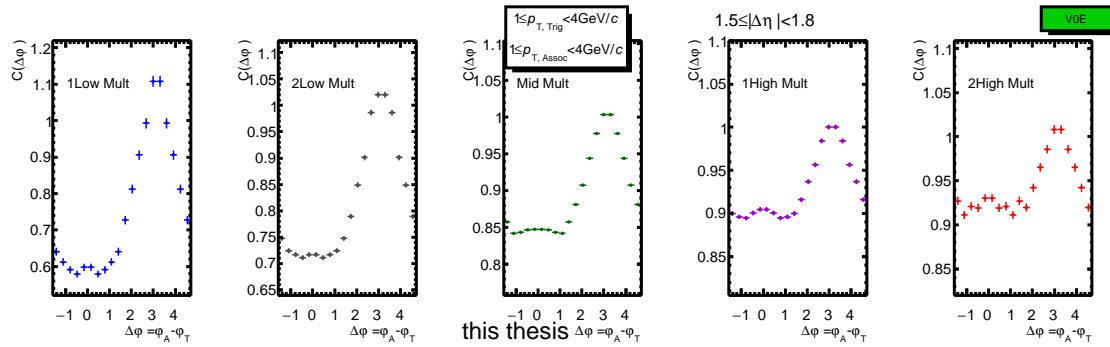 1≤p_T, Trig<4GeV/c
1≤p_T, Assoc<4GeV/c
1.5≤|Δη|<1.8
V0E
C(Δφ)
1.2
1.1
1
0.9
0.8
0.7
0.6
1Low Mult
−1 0 1 2 3 4
Δφ =φ_A-φ_T
C(Δφ)
1.1
1.05
1
0.95
0.9
0.85
0.8
0.75
0.7
0.65
2Low Mult
−1 0 1 2 3 4
Δφ =φ_A-φ_T
C(Δφ)
1.1
1.05
1
0.95
0.9
0.85
0.8
Mid Mult
−1 0 1 2 3 4
Δφ =φ_A-φ_T
this thesis
C(Δφ)
1.1
1.05
1
0.95
0.9
0.85
1High Mult
−1 0 1 2 3 4
Δφ =φ_A-φ_T
C(Δφ)
1.1
1.05
1
0.95
0.9
0.85
2High Mult
−1 0 1 2 3 4
Δφ =φ_A-φ_T